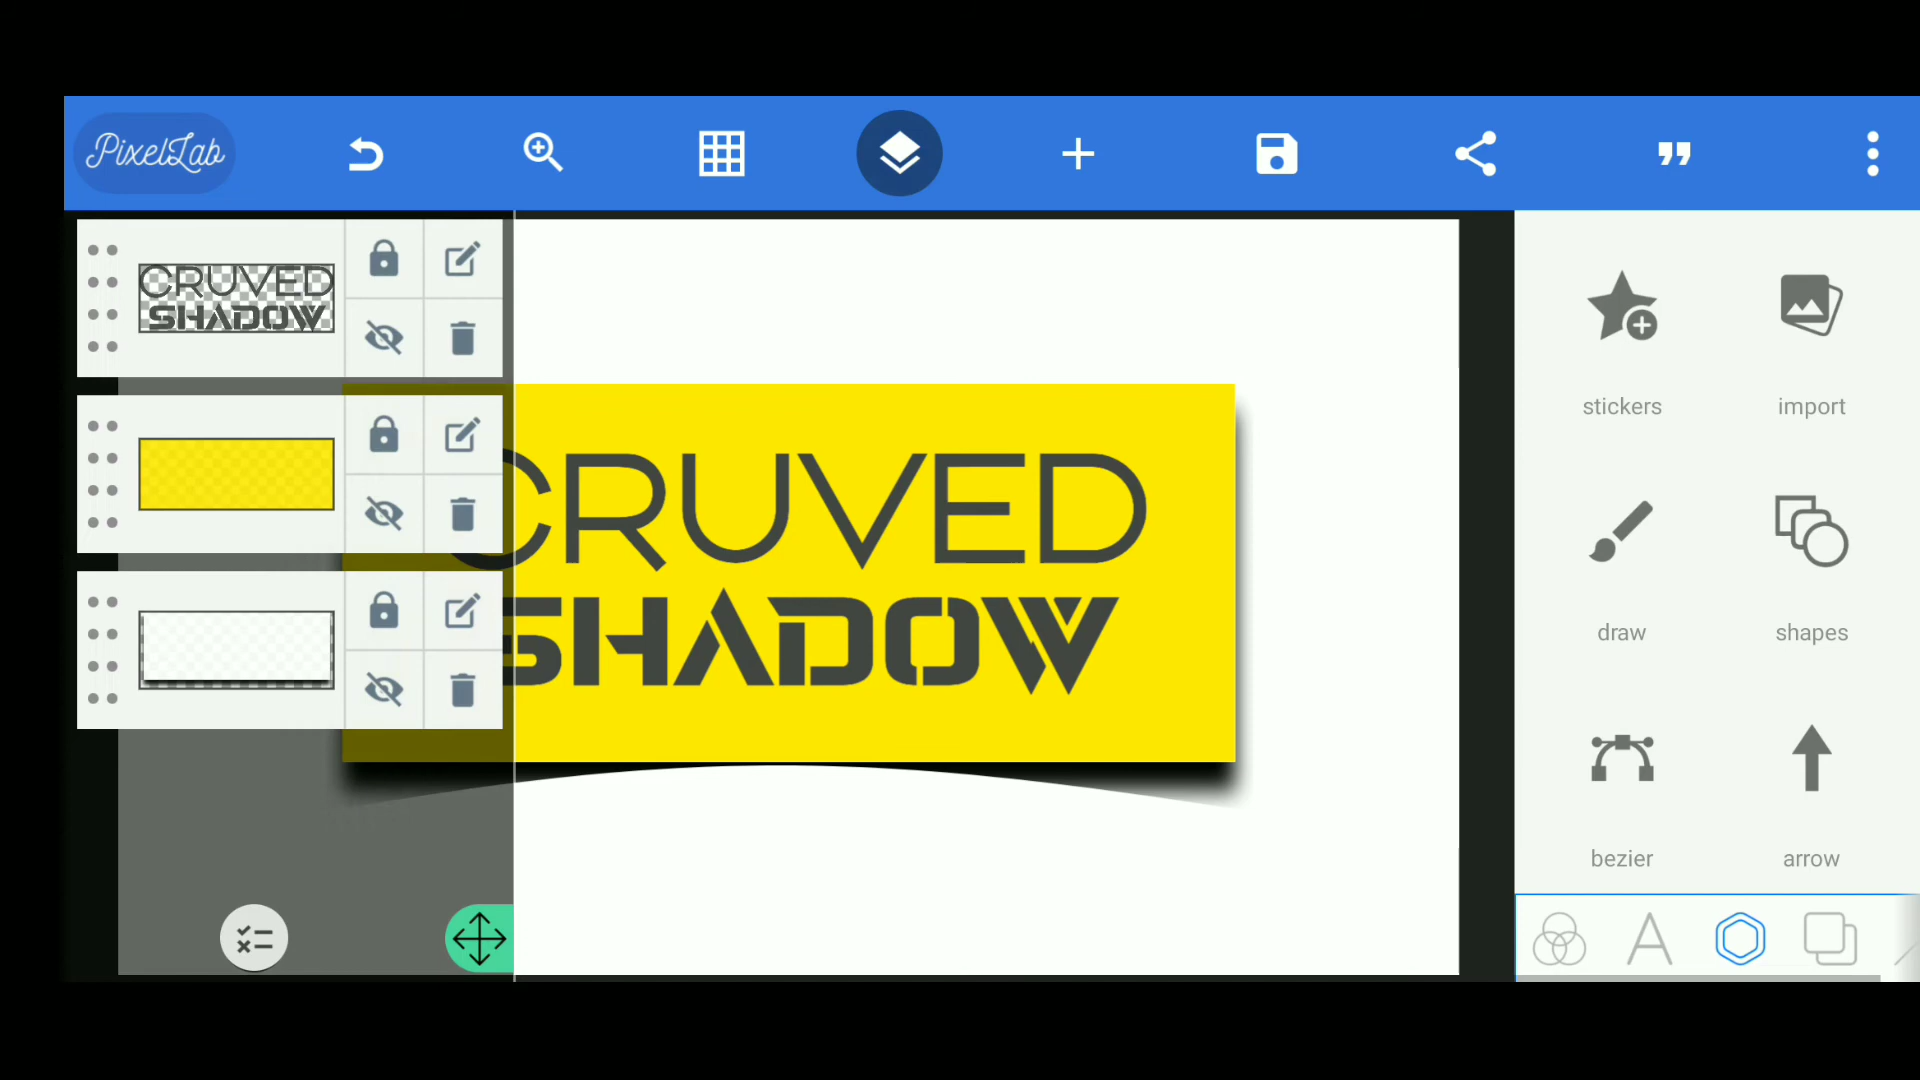 PixelLab
CRUVED
SHADOW
CRUVED
SHADOW
stickers
import
draw
shapes
bezier
arrow